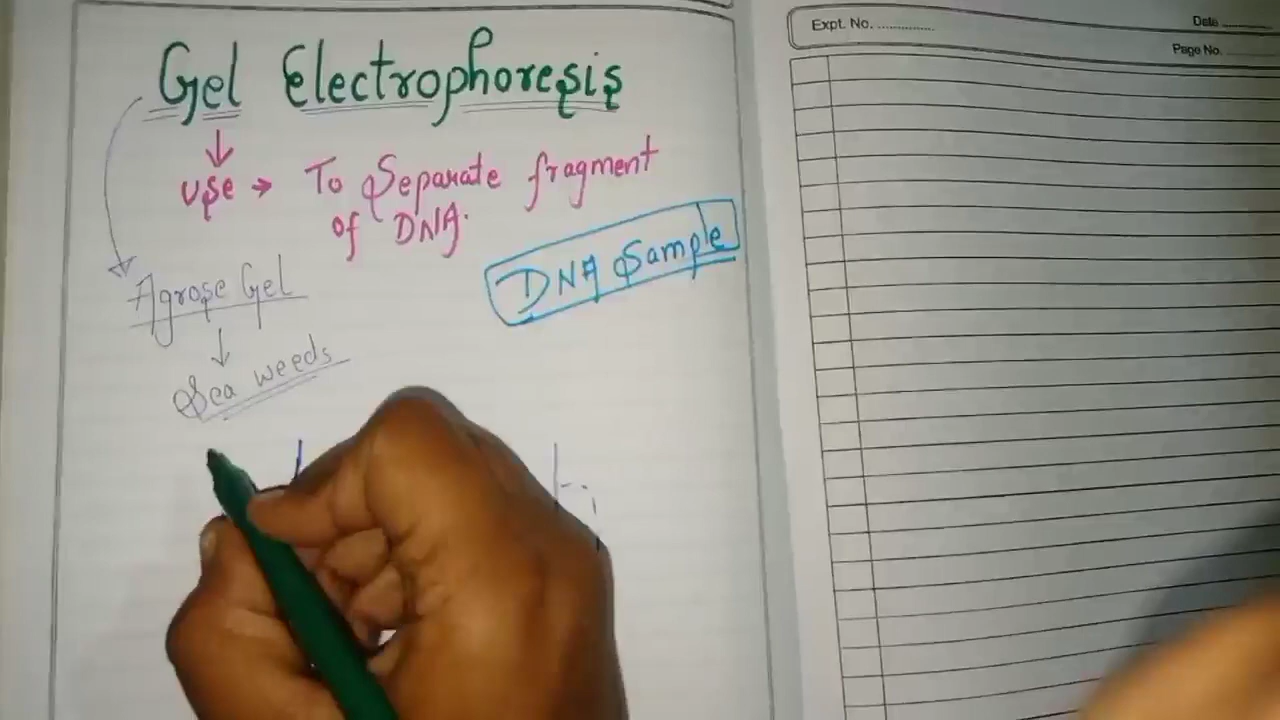 Gel Electrophoresis
Use → To Separate fragment
of DNA.
DNA Sample
Agrose Gel
Sea weeds
Expt. No. ..............
Date ............
Page No. ............